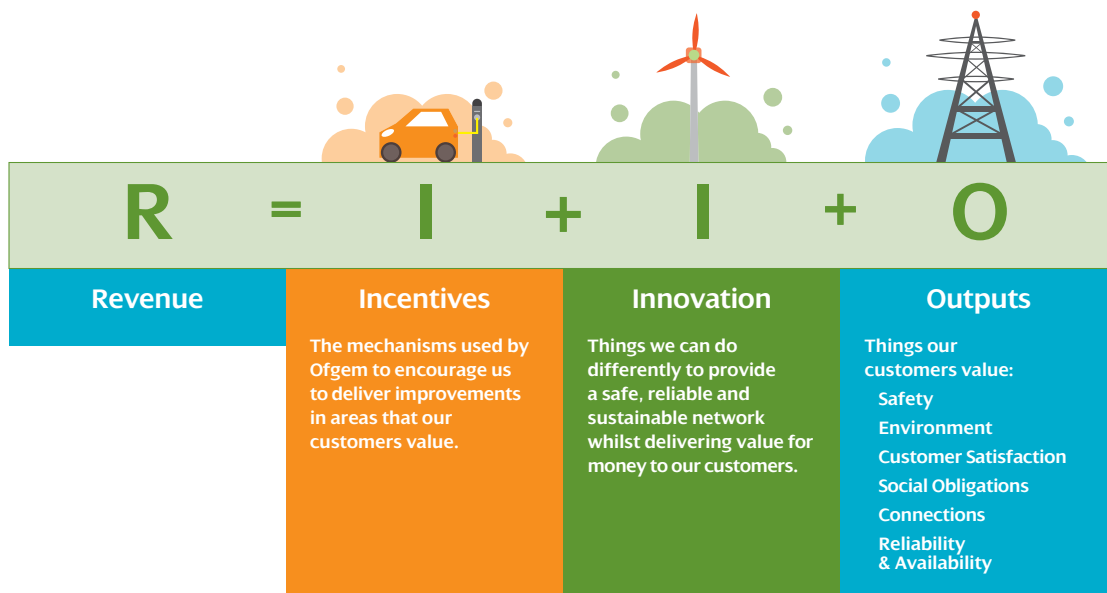 R = I + I + O
Revenue
Incentives
The mechanisms used by
Ofgem to encourage us
to deliver improvements
in areas that our
customers value.
Innovation
Things we can do
differently to provide
a safe, reliable and
sustainable network
whilst delivering value for
money to our customers.
Outputs
Things our
customers value:
Safety
Environment
Customer Satisfaction
Social Obligations
Connections
Reliability
& Availability